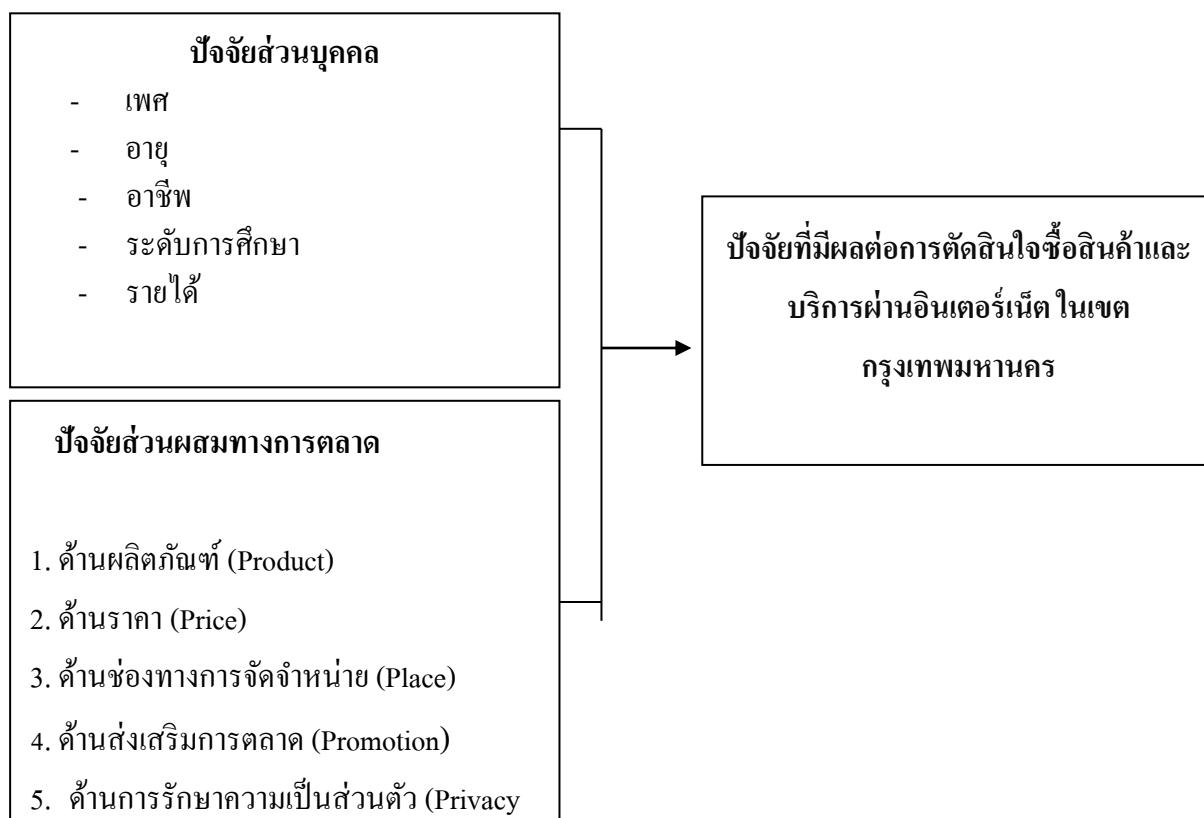 ปัจจัยส่วนบุคคล
- เพศ
- อายุ
- อาชีพ
- ระดับการศึกษา
- รายได้
ปัจจัยส่วนผสมทางการตลาด
1. ด้านผลิตภัณฑ์ (Product)
2. ด้านราคา (Price)
3. ด้านช่องทางการจัดจำหน่าย (Place)
4. ด้านส่งเสริมการตลาด (Promotion)
5. ด้านการรักษาความเป็นส่วนตัว (Privacy
ปัจจัยที่มีผลต่อการตัดสินใจซื้อสินค้าและ
บริการผ่านอินเตอร์เน็ต ในเขต
กรุงเทพมหานคร